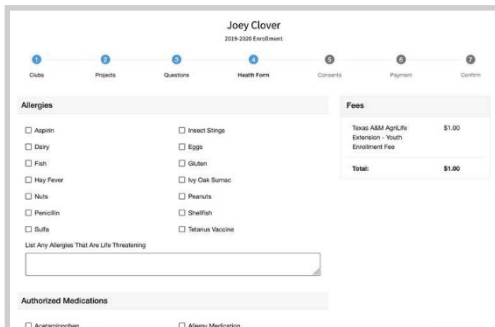 Joey Clover
2019-2020 Enrollment
1 2 3 4 5 6 7
Clubs Projects Questions Health Form Consents Payment Confirm
Allergies
Aspirin Insect Stings
Dairy Eggs
Fish Gluten
Hay Fever Ivy Oak Sumac
Nuts Peanuts
Penicillin Shellfish
Sulfa Tetanus Vaccine
List Any Allergies That Are Life Threatening
Authorized Medications
Acetaminophen Allergy Medication
Fees
Texas A&M AgriLife $1.00
Extension - Youth
Enrollment Fee
Total: $1.00